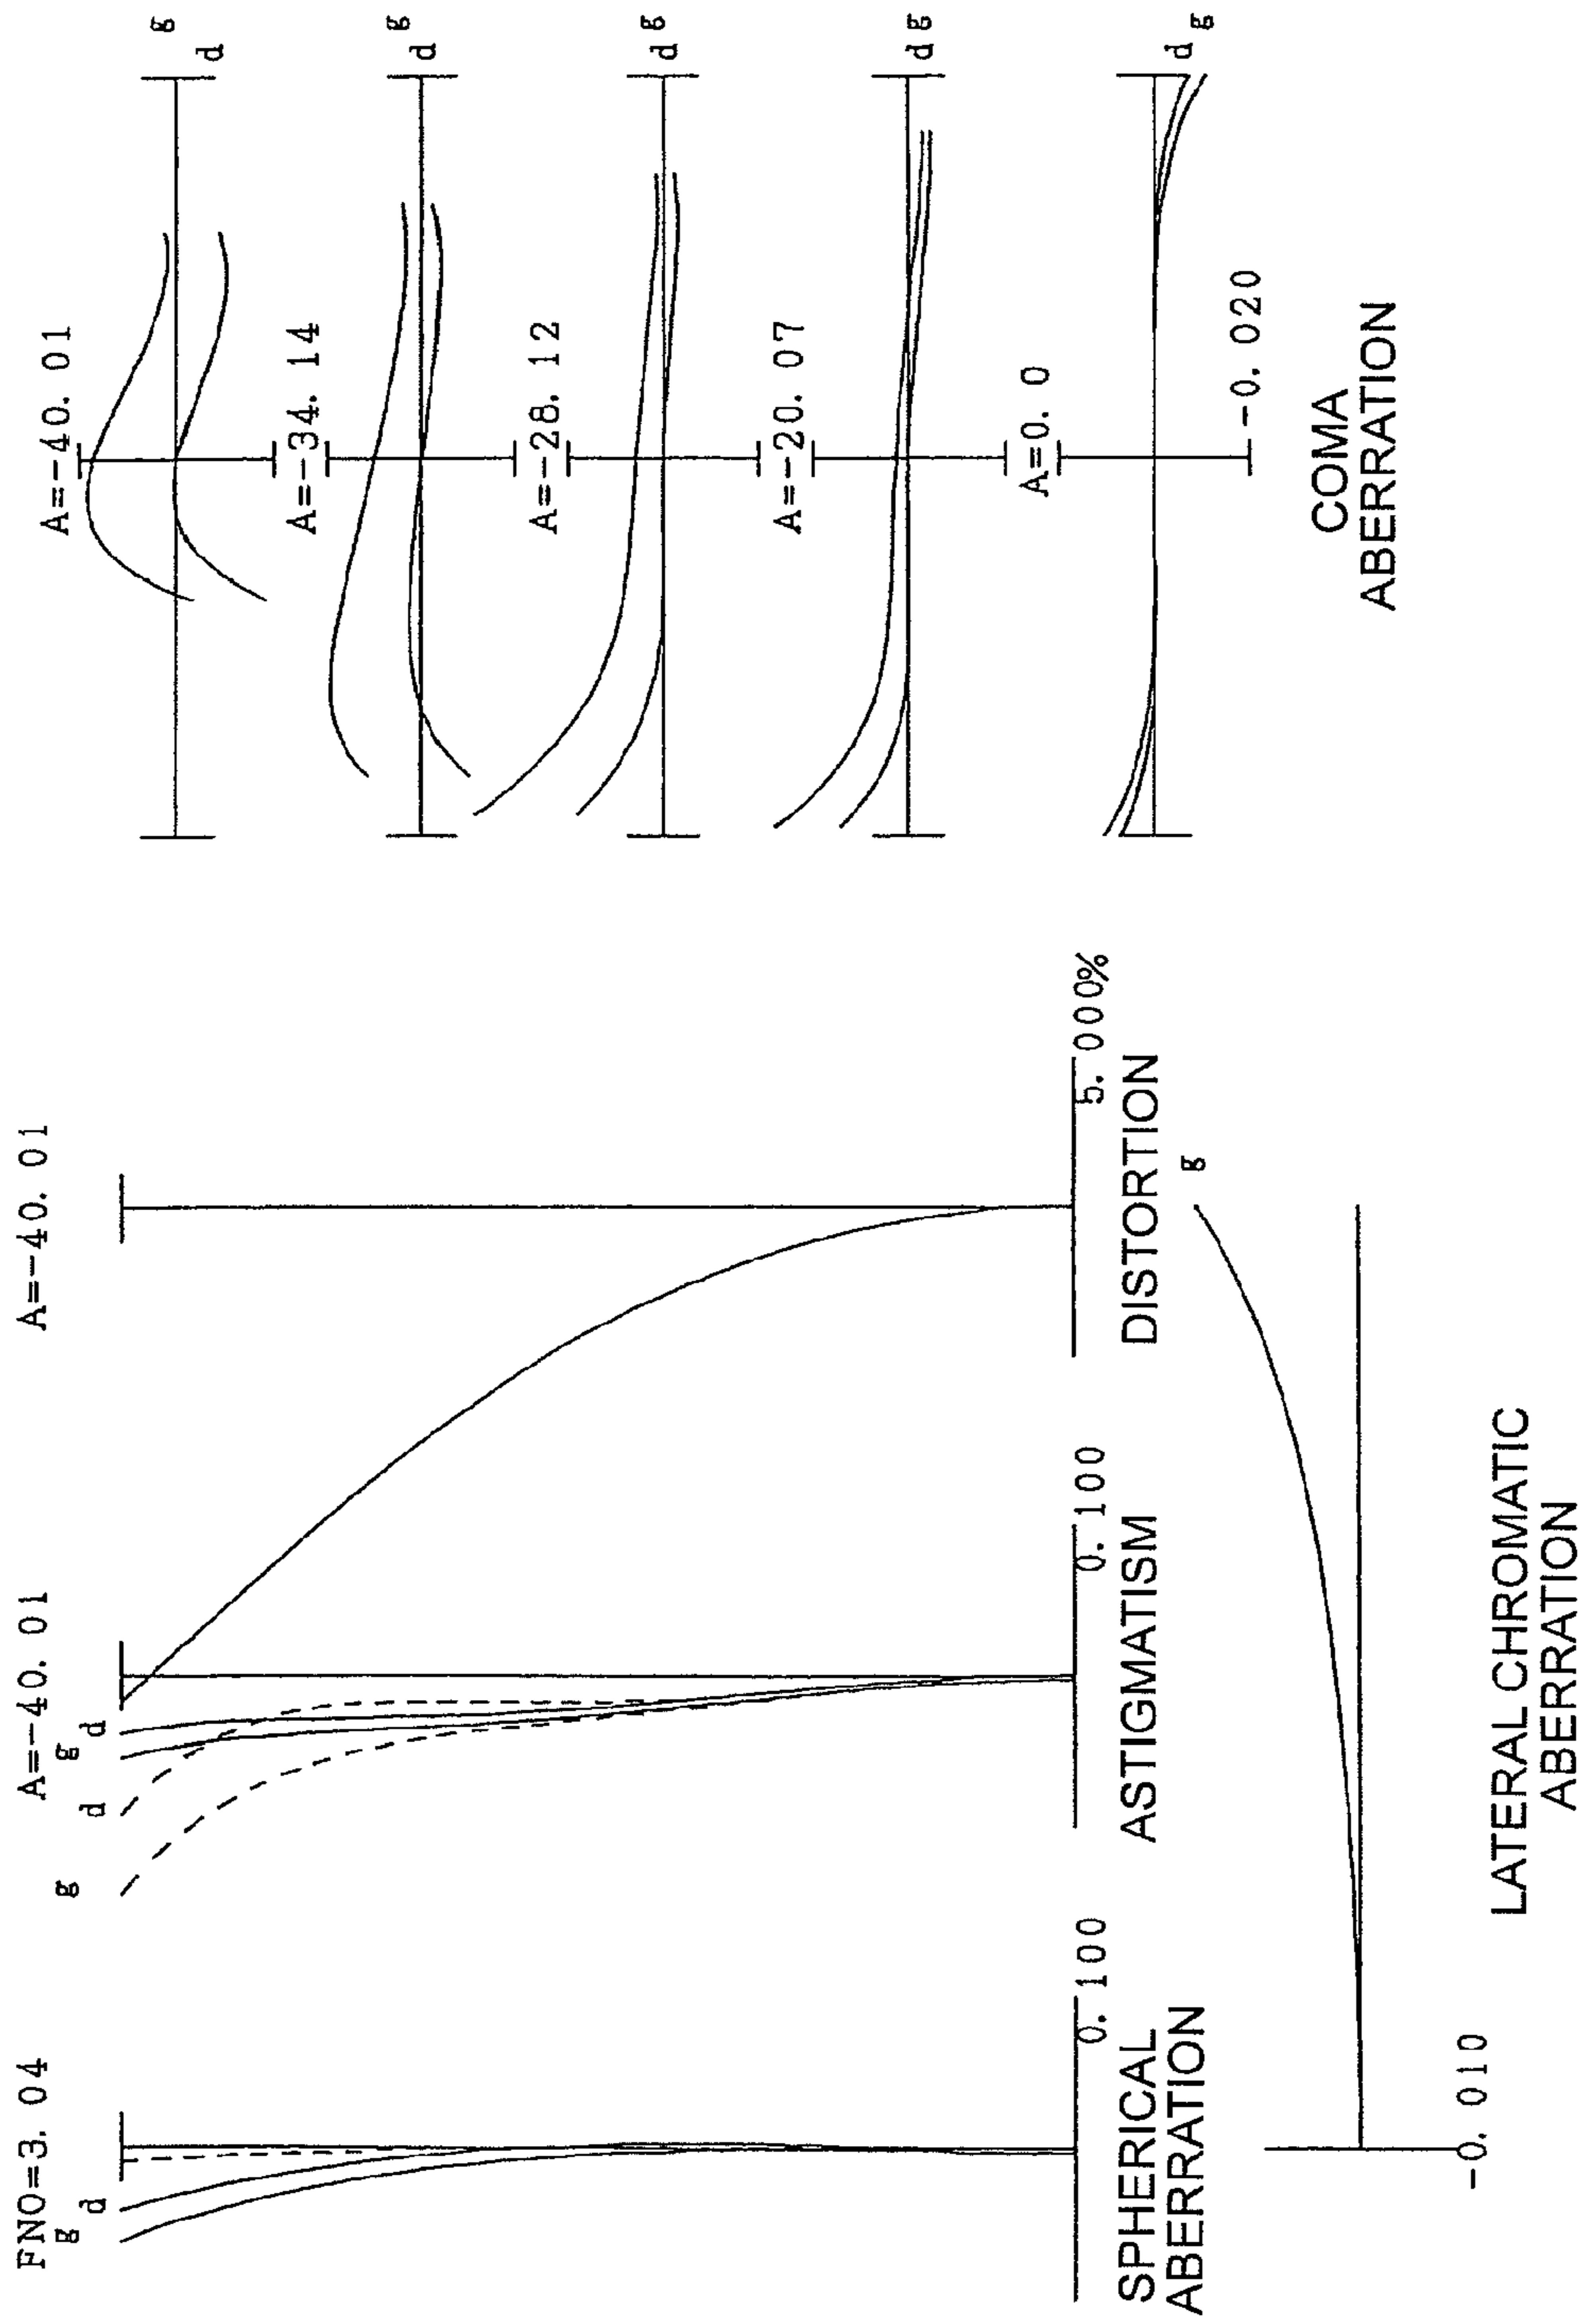 FNO=3. 04
g
d
0. 100
SPHERICAL
ABERRATION
A=-40. 01
g
d
g
d
0. 100
ASTIGMATISM
A=-40. 01
5. 000%
DISTORTION
g
-0. 010
LATERAL CHROMATIC
ABERRATION
A=-40. 01
g
d
A=-34. 14
g
d
A=-28. 12
g
d
A=-20. 07
g
d
A=0. 0
d
g
-0. 020
COMA
ABERRATION